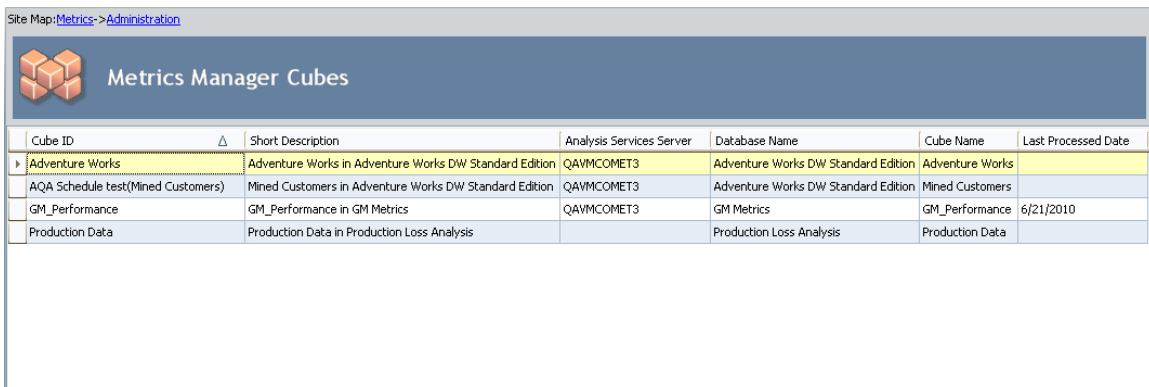 Site Map:Metrics->Administration
Metrics Manager Cubes
Cube ID Short Description Analysis Services Server Database Name Cube Name Last Processed Date
Adventure Works Adventure Works in Adventure Works DW Standard Edition QAVMCOMET3 Adventure Works DW Standard Edition Adventure Works
AQA Schedule test(Mined Customers) Mined Customers in Adventure Works DW Standard Edition QAVMCOMET3 Adventure Works DW Standard Edition Mined Customers
GM_Performance GM_Performance in GM Metrics QAVMCOMET3 GM Metrics GM_Performance 6/21/2010
Production Data Production Data in Production Loss Analysis Production Loss Analysis Production Data